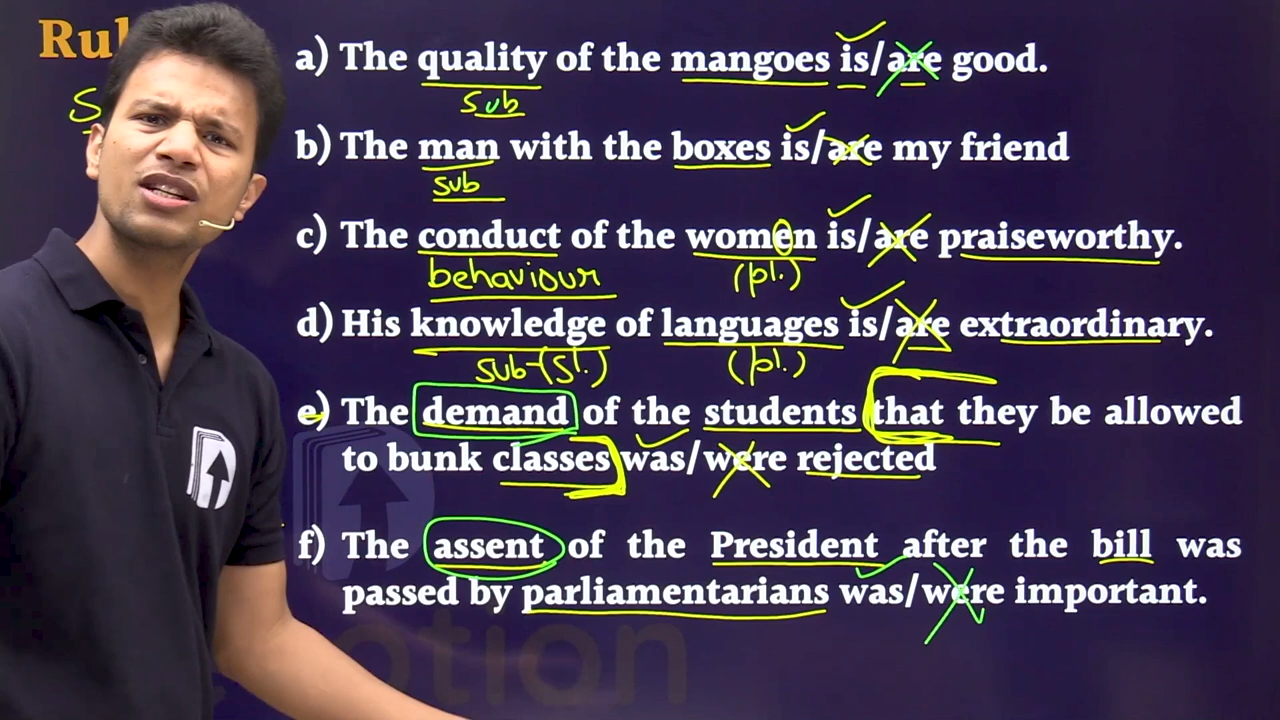 Rul
S
a) The quality of the mangoes is/are good.
sub
b) The man with the boxes is/are my friend
sub
c) The conduct of the women is/are praiseworthy.
behaviour (pl.)
d) His knowledge of languages is/are extraordinary.
sub-(sl.) (pl.)
e) The demand of the students that they be allowed
to bunk classes was/were rejected
f) The assent of the President after the bill was
passed by parliamentarians was/were important.